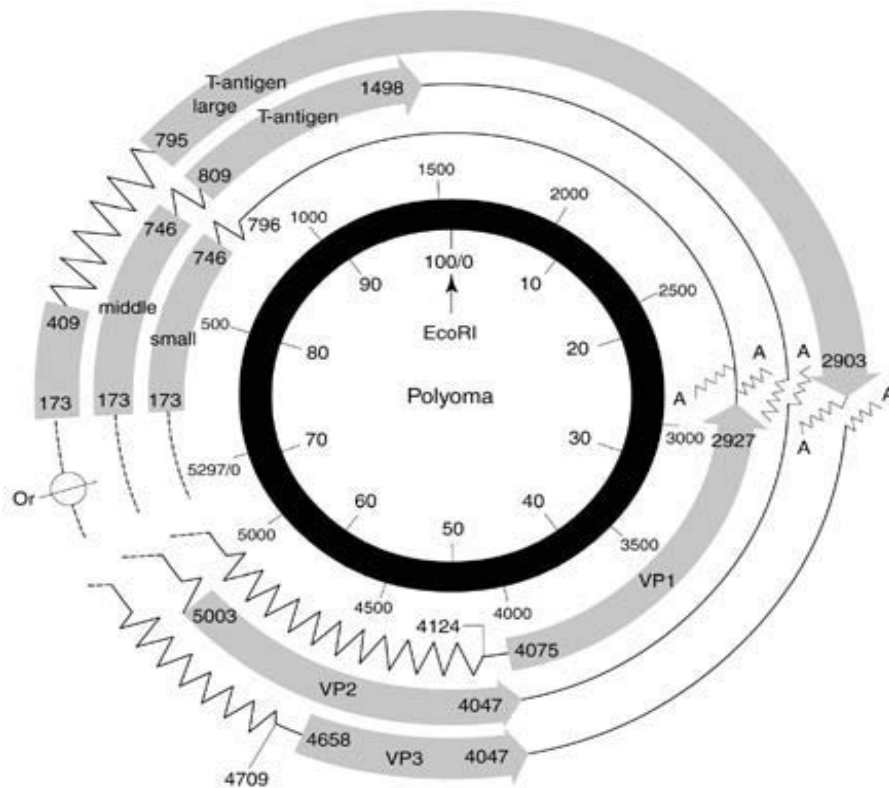 T-antigen
large
1498
T-antigen
795
809
1500
2000
746
796
1000
746
100/0
90
10
2500
409
middle
EcoRI
small
500
80
20
A
A
2903
173
173
173
Polyoma
A
A
3000
2927
A
70
30
5297/0
Or
60
40
50
5000
3500
VP1
4500
4000
4124
5003
4075
VP2
4047
4658
VP3
4047
4709